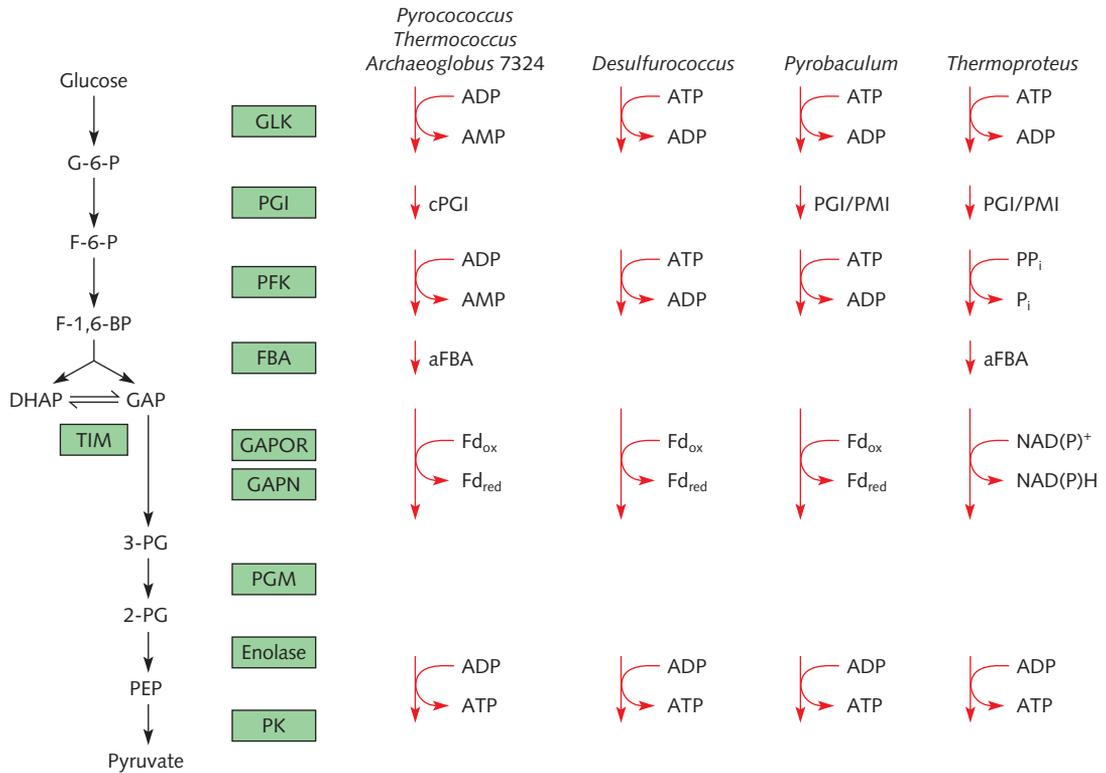 Pyrococococcus
Thermococcus
Archaeoglobus 7324
Desulfurococcus
Pyrobaculum
Thermoproteus
Glucose
GLK
ADP
AMP
ATP
ADP
ATP
ADP
ATP
ADP
G-6-P
PGI
cPGI
PGI/PMI
PGI/PMI
F-6-P
PFK
ADP
AMP
ATP
ADP
ATP
ADP
PPi
Pi
F-1,6-BP
FBA
aFBA
aFBA
DHAP
GAP
TIM
GAPOR
GAPN
Fdox
Fdred
Fdox
Fdred
Fdox
Fdred
NAD(P)+
NAD(P)H
3-PG
PGM
2-PG
Enolase
PEP
PK
ADP
ATP
ADP
ATP
ADP
ATP
ADP
ATP
Pyruvate